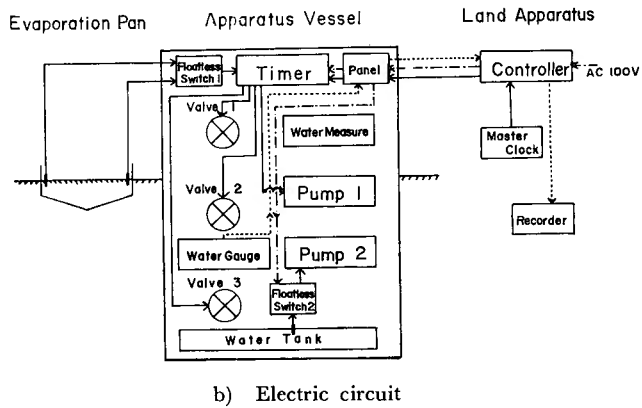 Evaporation Pan
Apparatus Vessel
Land Apparatus
Floatless
Switch 1
Timer
Panel
Controller
AC 100V
Valve 1
Water Measure
Master
Clock
Valve 2
Pump 1
Recorder
Water Gauge
Pump 2
Valve 3
Floatless
Switch 2
Water Tank
b) Electric circuit